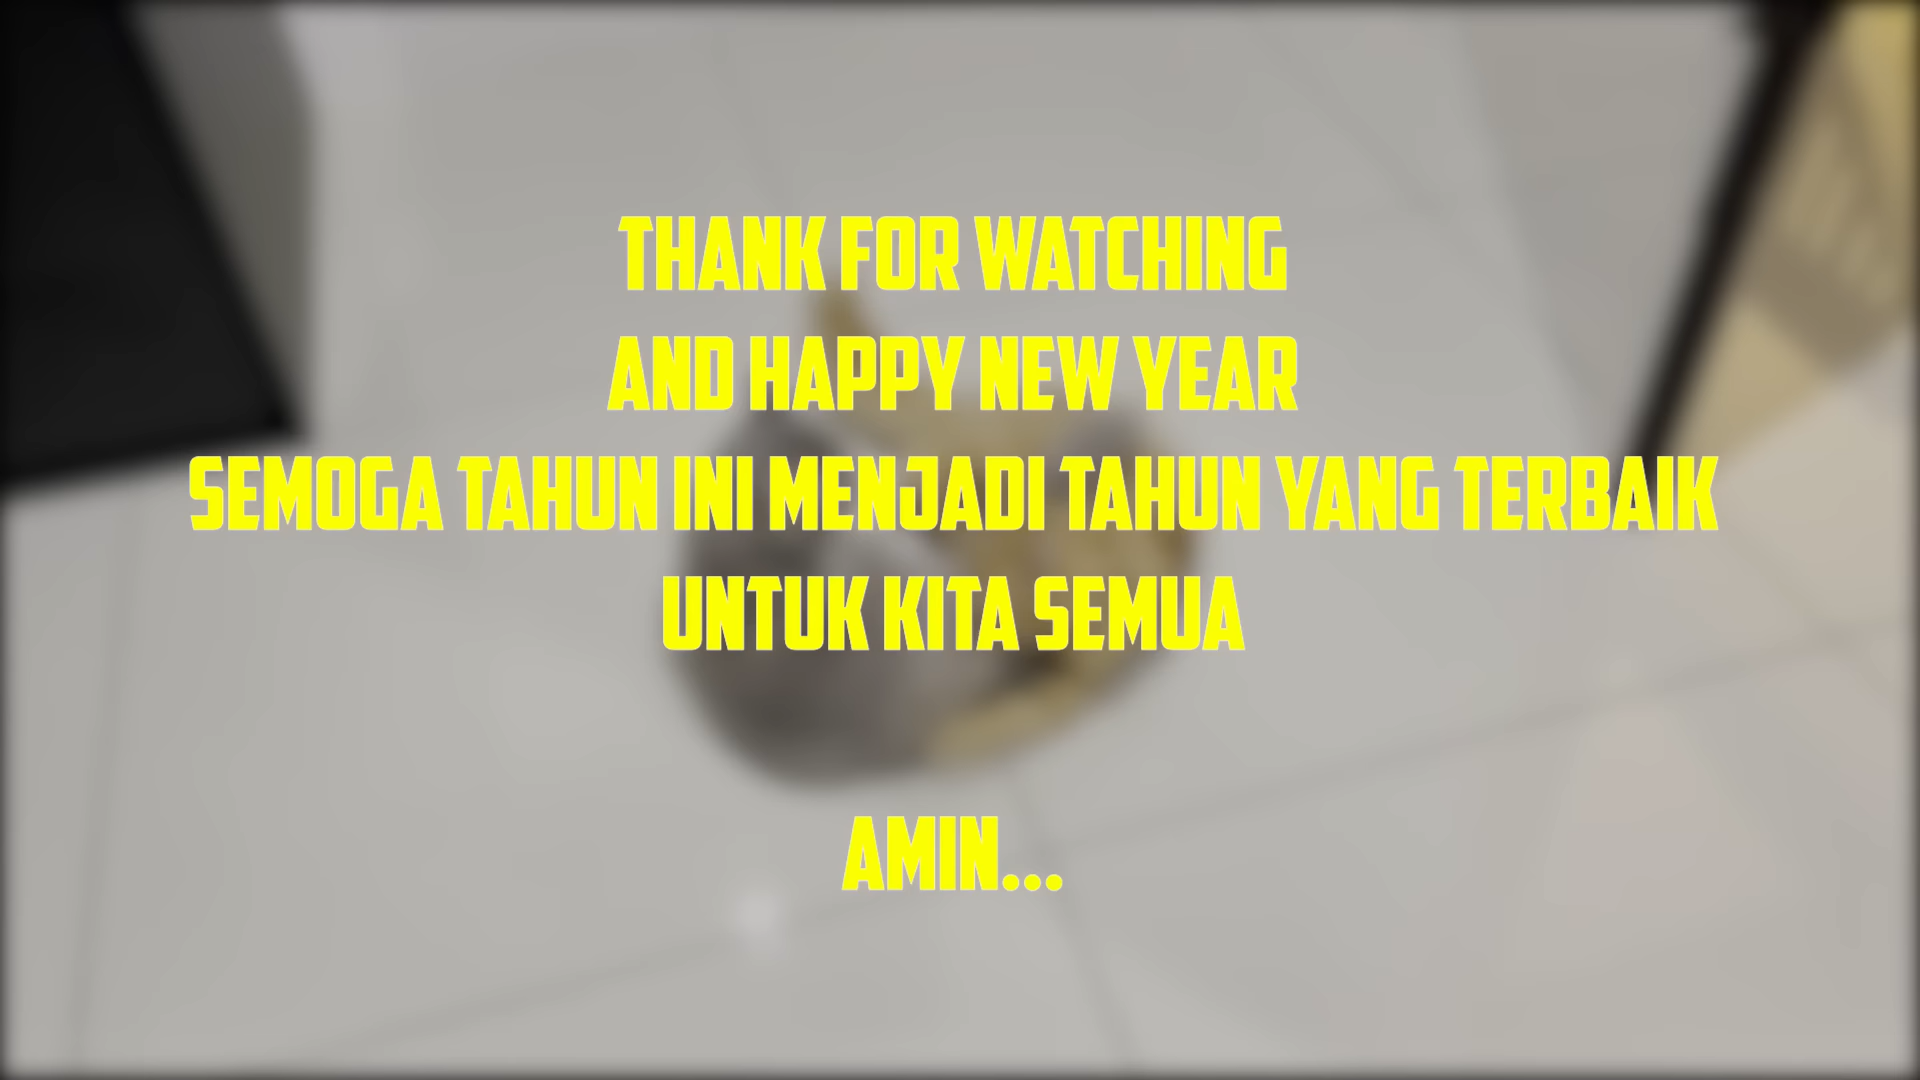 THANK FOR WATCHING
AND HAPPY NEW YEAR
SEMOGA TAHUN INI MENJADI TAHUN YANG TERBAIK
UNTUK KITA SEMUA
AMIN...